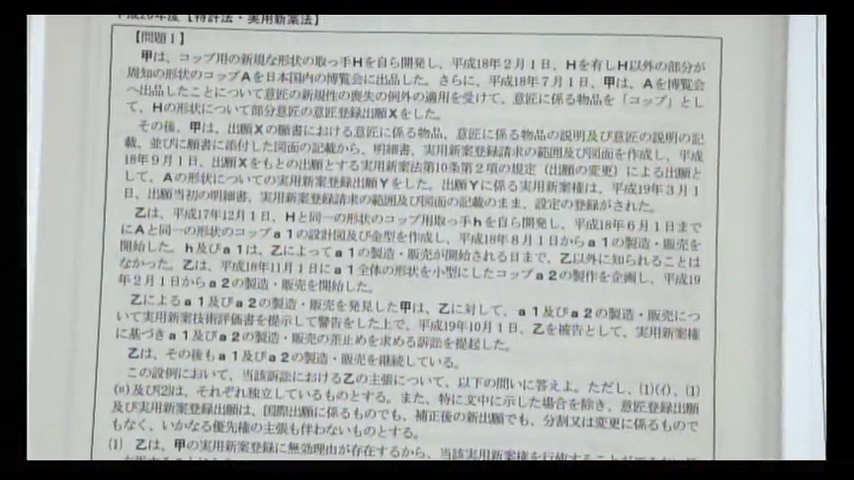 平成20年度【特許法・実用新案法】
【問題1】
甲は、コップ用の新規な形状の取っ手Hを自ら開発し、平成18年2月1日、Hを有しH以外の部分が
周知の形状のコップAを日本国内の博覧会に出品した。さらに、平成18年7月1日、甲は、Aを博覧会
へ出品したことについて意匠の新規性の喪失の例外の適用を受けて、意匠に係る物品を「コップ」とし
て、Hの形状について部分意匠の意匠登録出願Xをした。
その後、甲は、出願Xの願書における意匠に係る物品、意匠に係る物品の説明及び意匠の説明の記
載、並びに願書に添付した図面の記載から、明細書、実用新案登録請求の範囲及び図面を作成し、平成
18年9月1日、出願Xをもとの出願とする実用新案法第10条第2項の規定（出願の変更）による出願と
して、Aの形状についての実用新案登録出願Yをした。出願Yに係る実用新案権は、平成19年3月1
日、出願当初の明細書、実用新案登録請求の範囲及び図面の記載のまま、設定の登録がされた。
乙は、平成17年12月1日、Hと同一の形状のコップ用取っ手hを自ら開発し、平成18年6月1日まで
にAと同一の形状のコップa1の設計図及び金型を作成し、平成18年8月1日からa1の製造・販売を
開始した。h及びa1は、乙によってa1の製造・販売が開始される日まで、乙以外に知られることは
なかった。乙は、平成18年11月1日にa1全体の形状を小型にしたコップa2の製作を企画し、平成19
年2月1日からa2の製造・販売を開始した。
乙によるa1及びa2の製造・販売を発見した甲は、乙に対して、a1及びa2の製造・販売につ
いて実用新案技術評価書を提示して警告をした上で、平成19年10月1日、乙を被告として、実用新案権
に基づきa1及びa2の製造・販売の差止めを求める訴訟を提起した。
乙は、その後もa1及びa2の製造・販売を継続している。
この設例において、当該訴訟における乙の主張について、以下の問いに答えよ。ただし、(1)(イ)、(1)
(ロ)及び(2)は、それぞれ独立しているものとする。また、特に文中に示した場合を除き、意匠登録出願
及び実用新案登録出願は、国際出願に係るものでも、補正後の新出願でも、分割又は変更に係るもので
もなく、いかなる優先権の主張も伴わないものとする。
(1) 乙は、甲の実用新案登録に無効理由が存在するから、当該実用新案権を行使することが